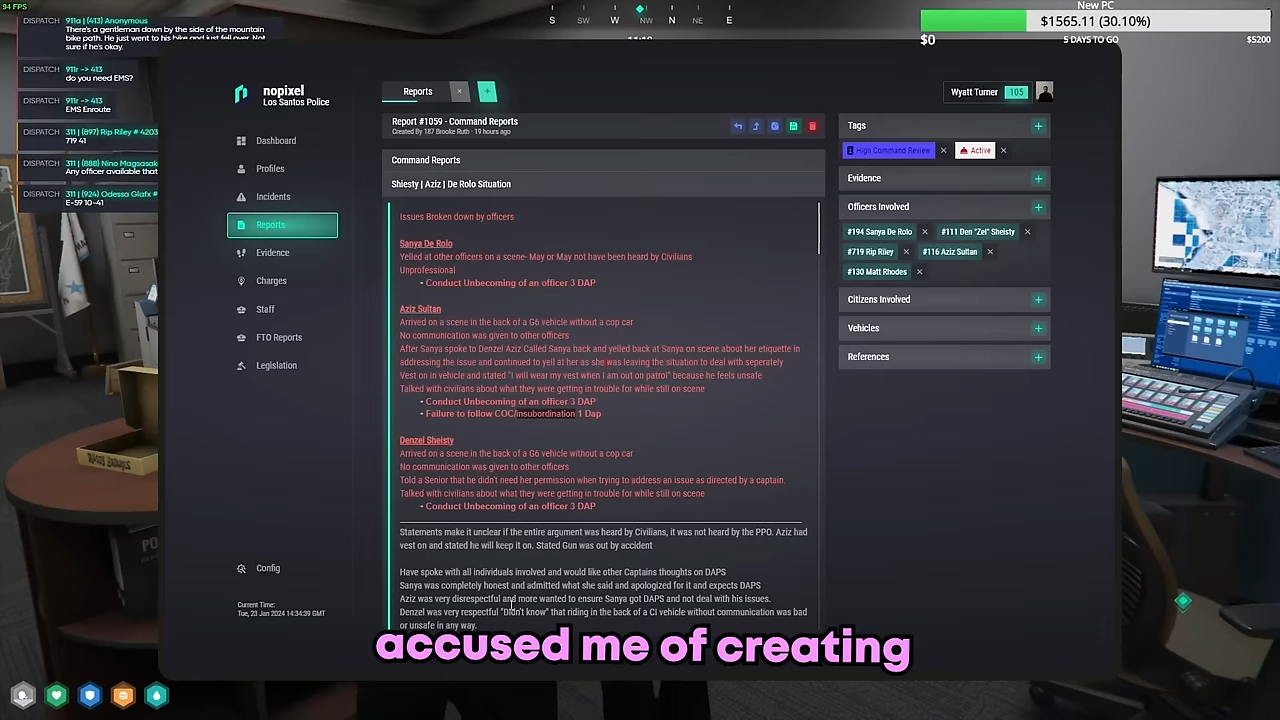 94 FPS
DISPATCH 911a | (413) Anonymous
There's a gentleman down by the side of the mountain
bike path. He just went to his bike and just fell over. Not
sure if he's okay.
DISPATCH 911r -> 413
do you need EMS?
DISPATCH 911r -> 413
EMS Enroute
DISPATCH 311 | (897) Rip Riley # 4203
719 41
DISPATCH 311 | (888) Nino Magsasak
Any officer available that
DISPATCH 311 | (924) Odessa Glafx #
E-59 10-41
S SW W NW N NE E
New PC
$1565.11 (30.10%)
$0 5 DAYS TO GO $5200
nopixel
Los Santos Police
Dashboard
Profiles
Incidents
Reports
Evidence
Charges
Staff
FTO Reports
Legislation
Config
Current Time:
Tue, 23 Jan 2024 14:34:39 GMT
Reports × +
Wyatt Turner 105
Report #1059 - Command Reports
Created By 187 Brooke Ruth - 19 hours ago
Command Reports
Shiesty | Aziz | De Rolo Situation
Issues Broken down by officers
Sanya De Rolo
Yelled at other officers on a scene- May or May not have been heard by Civilians
Unprofessional
• Conduct Unbecoming of an officer 3 DAP
Aziz Sultan
Arrived on a scene in the back of a G6 vehicle without a cop car
No communication was given to other officers
After Sanya spoke to Denzel Aziz Called Sanya back and yelled back at Sanya on scene about her etiquette in
addressing the issue and continued to yell at her as she was leaving the situation to deal with seperately
Vest on in vehicle and stated "I will wear my vest when I am out on patrol" because he feels unsafe
Talked with civilians about what they were getting in trouble for while still on scene
• Conduct Unbecoming of an officer 3 DAP
• Failure to follow COC/insubordination 1 Dap
Denzel Sheisty
Arrived on a scene in the back of a G6 vehicle without a cop car
No communication was given to other officers
Told a Senior that he didn't need her permission when trying to address an issue as directed by a captain.
Talked with civilians about what they were getting in trouble for while still on scene
• Conduct Unbecoming of an officer 3 DAP
Statements make it unclear if the entire argument was heard by Civilians, it was not heard by the PPO. Aziz had
vest on and stated he will keep it on. Stated Gun was out by accident
Have spoke with all individuals involved and would like other Captains thoughts on DAPS
Sanya was completely honest and admitted what she said and apologized for it and expects DAPS
Aziz was very disrespectful and more wanted to ensure Sanya got DAPS and not deal with his issues.
Denzel was very respectful "Didn't know" that riding in the back of a CI vehicle without communication was bad
or unsafe in any way.
Tags +
High Command Review × Active ×
Evidence +
Officers Involved +
#194 Sanya De Rolo × #111 Den "Zel" Sheisty ×
#719 Rip Riley × #116 Aziz Sultan ×
#130 Matt Rhodes ×
Citizens Involved +
Vehicles +
References +
accused me of creating